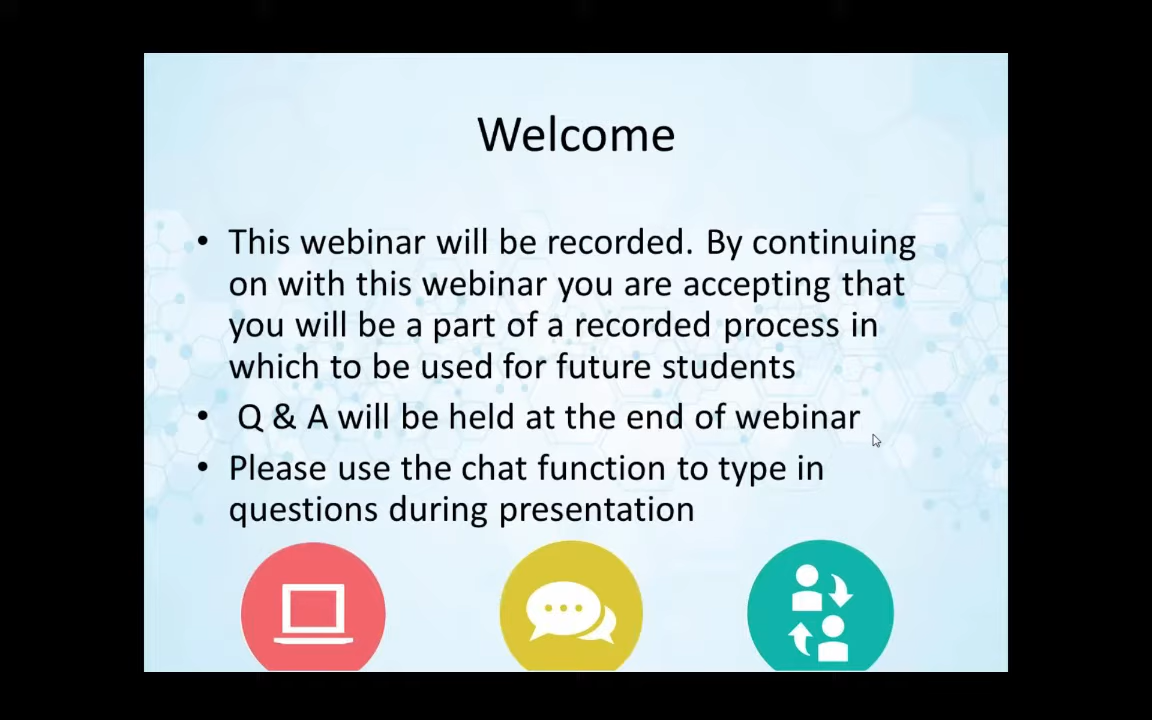 Welcome
• This webinar will be recorded. By continuing
on with this webinar you are accepting that
you will be a part of a recorded process in
which to be used for future students
• Q & A will be held at the end of webinar
• Please use the chat function to type in
questions during presentation